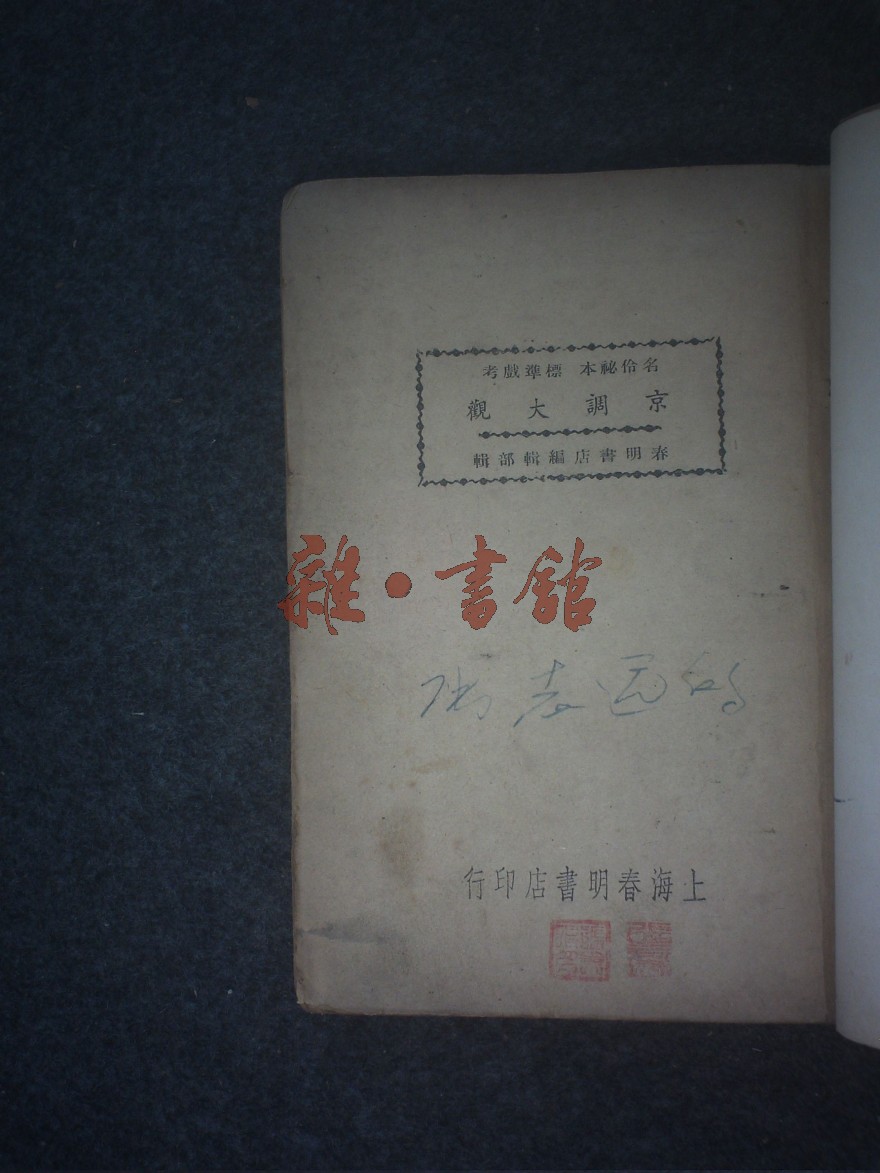 名伶祕本 標準戲考
京調大觀
春明書店編輯部輯
雜·書館
上海春明書店印行